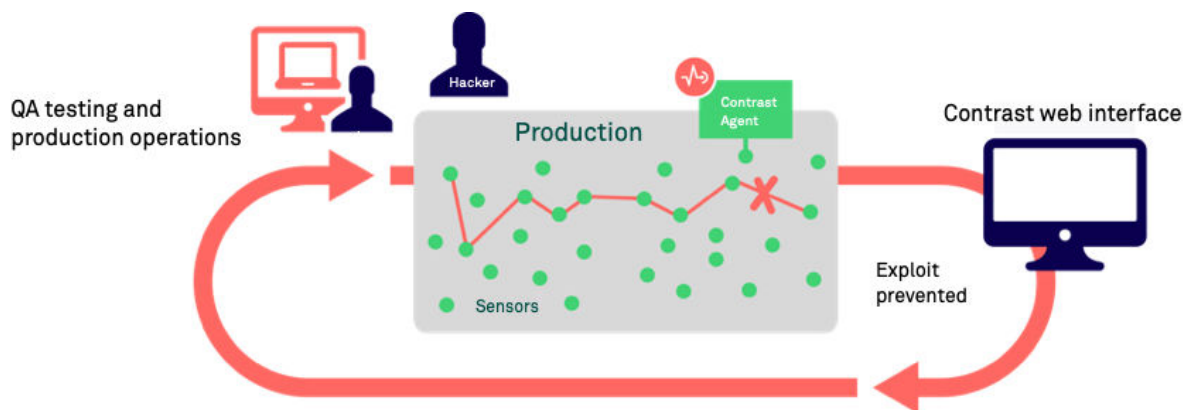 Hacker
QA testing and
production operations
Contrast
Agent
Contrast web interface
Production
Exploit
prevented
Sensors